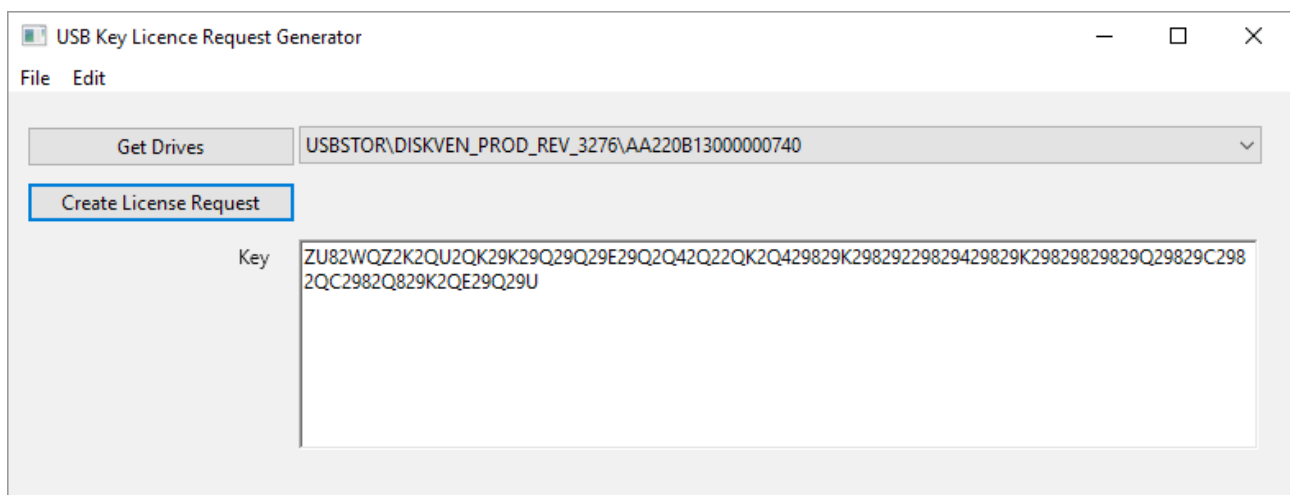 USB Key Licence Request Generator
File Edit
Get Drives USBSTOR\DISKVEN_PROD_REV_3276\AA220B13000000740
Create License Request
Key ZU82WQZ2K2QU2QK29K29Q29Q29E29Q2Q42Q22QK2Q429829K29829229829429829K29829829829Q29829C298
2QC2982Q829K2QE29Q29U